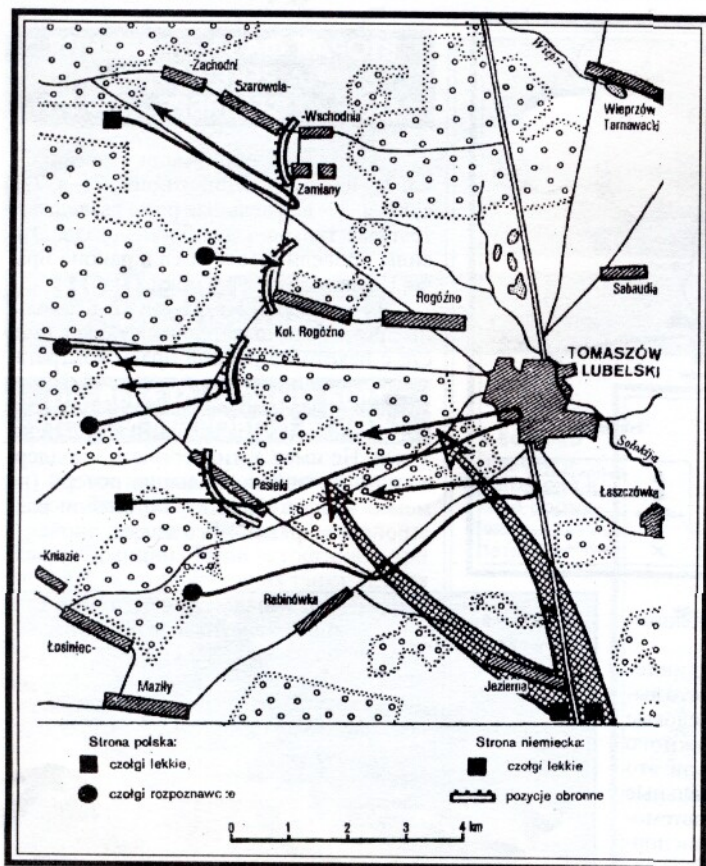 Zachodni
Szarowola-
-Wschodnia
Zamiany
Wieprz
Wieprzów
Tarnawacki
Sabaudia
Rogóźno
Kol. Rogóźno
TOMASZÓW
LUBELSKI
Sołokija
Łaszczówka
Pasieki
Kniazie-
Łosiniec-
Rabinówka
Maziły
Jezierna
Strona polska:
czołgi lekkie
czołgi rozpoznawcze
Strona niemiecka:
czołgi lekkie
pozycje obronne
0 1 2 3 4 km